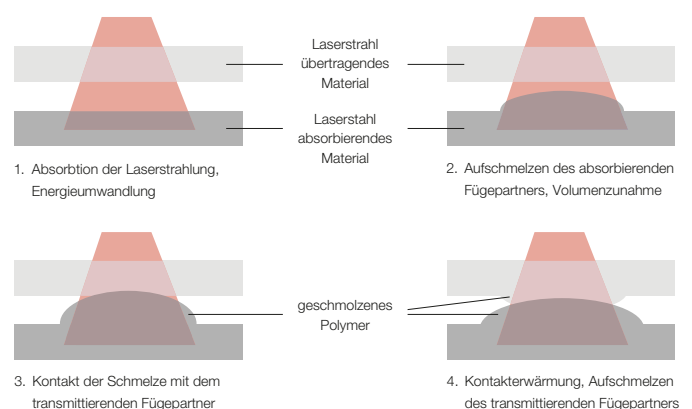 Laserstrahl
übertragendes
Material
Laserstahl
absorbierendes
Material
1. Absorbtion der Laserstrahlung,
Energieumwandlung
2. Aufschmelzen des absorbierenden
Fügepartners, Volumenzunahme
geschmolzenes
Polymer
3. Kontakt der Schmelze mit dem
transmittierenden Fügepartner
4. Kontakterwärmung, Aufschmelzen
des transmittierenden Fügepartners